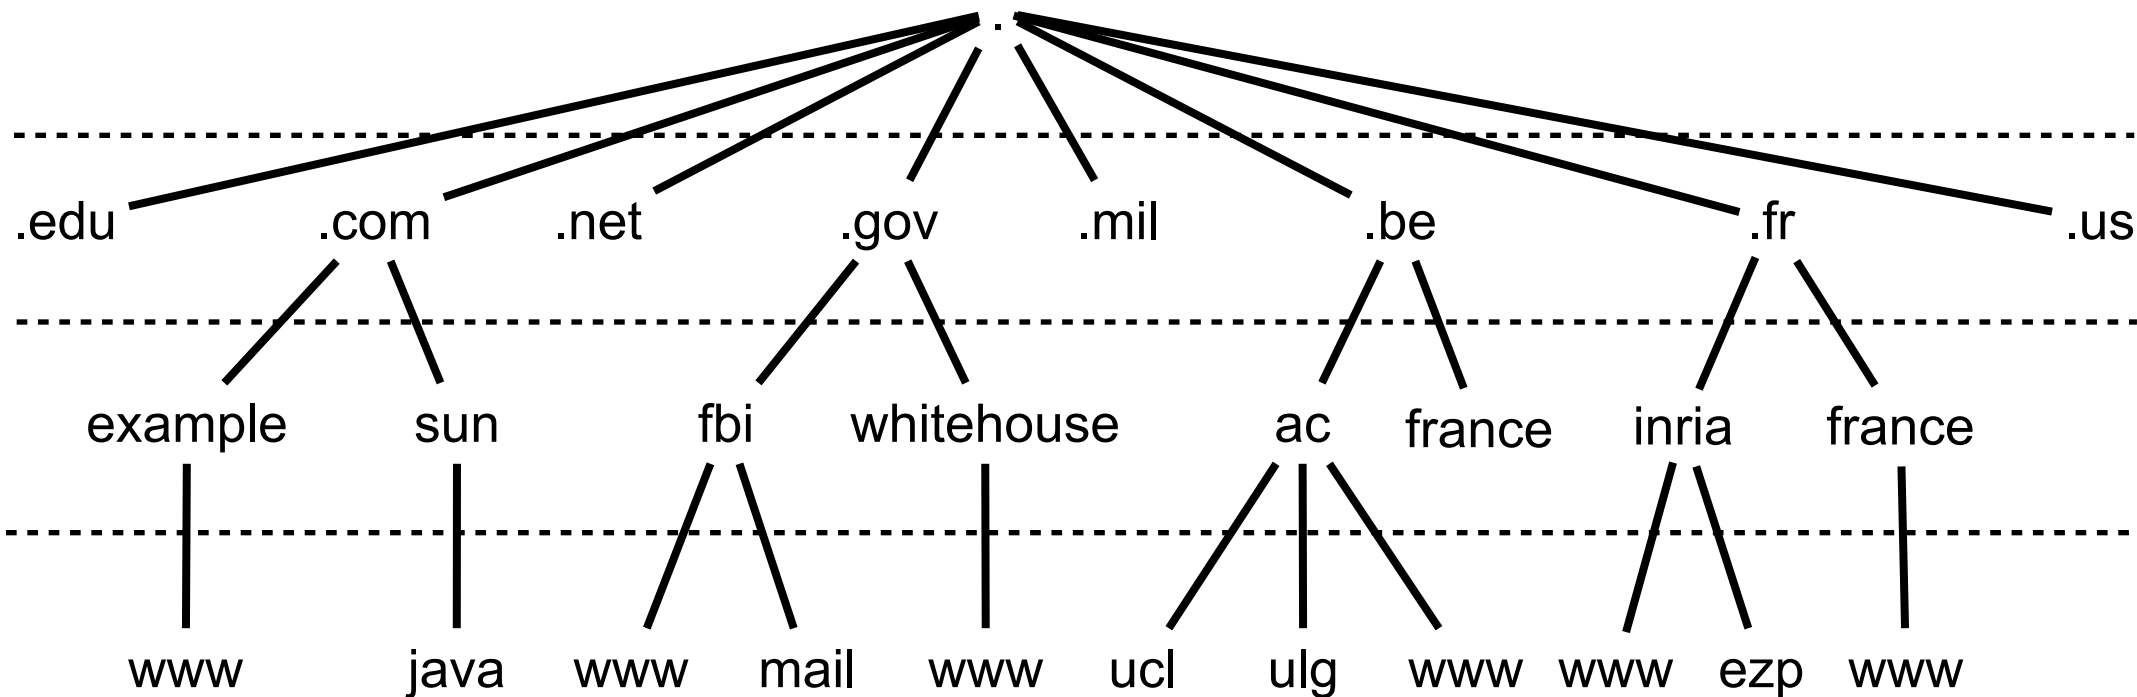 .
.edu .com .net .gov .mil .be .fr .us
example sun fbi whitehouse ac france inria france
www java www mail www ucl ulg www www ezp www